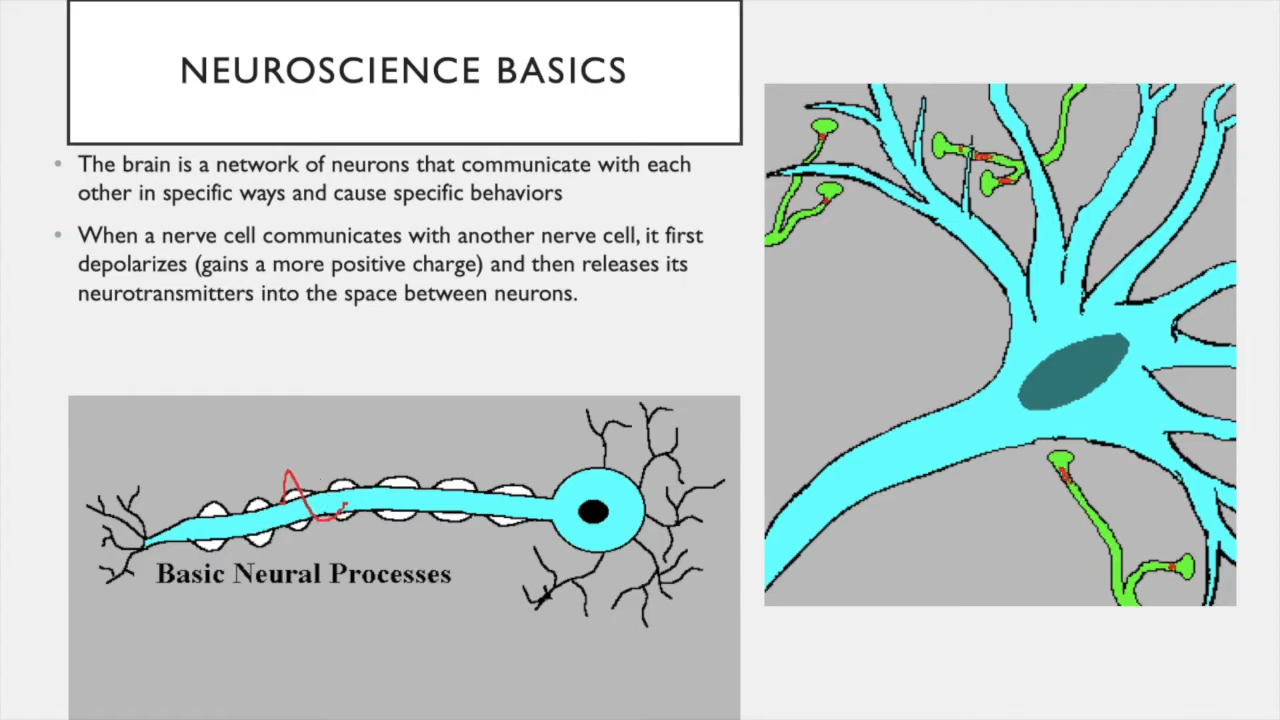 NEUROSCIENCE BASICS
• The brain is a network of neurons that communicate with each
other in specific ways and cause specific behaviors
• When a nerve cell communicates with another nerve cell, it first
depolarizes (gains a more positive charge) and then releases its
neurotransmitters into the space between neurons.
Basic Neural Processes